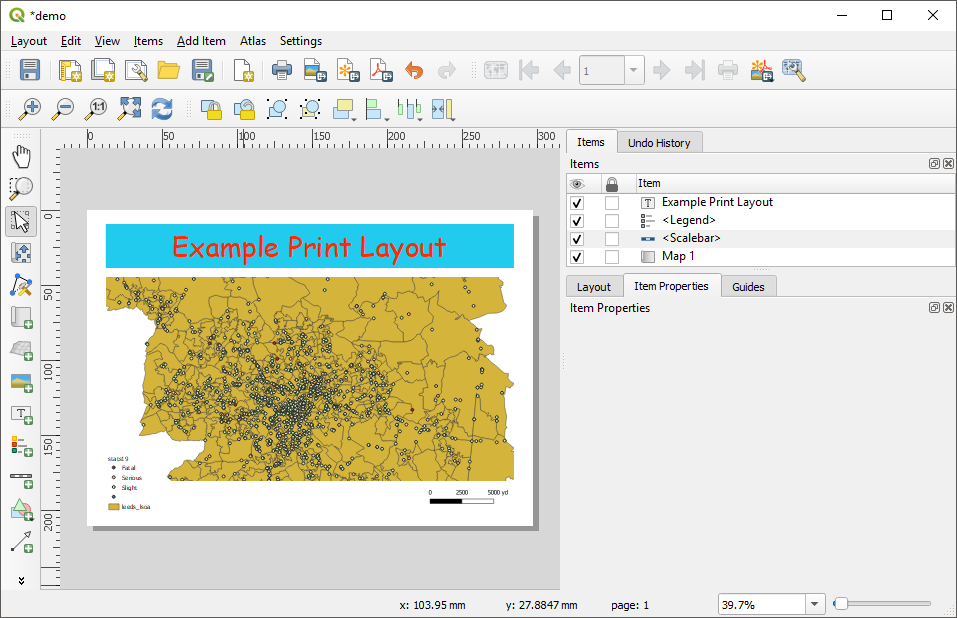 *demo
Layout Edit View Items Add Item Atlas Settings
1:1
1
0 50 100 150 200 250 300
0
50
100
150
200
Example Print Layout
stats19
Fatal
Serious
Slight
leeds_lsoa
0 2500 5000 yd
Items Undo History
Items
Item
Example Print Layout
<Legend>
<Scalebar>
Map 1
Layout Item Properties Guides
Item Properties
x: 103.95 mm y: 27.8847 mm page: 1 39.7%